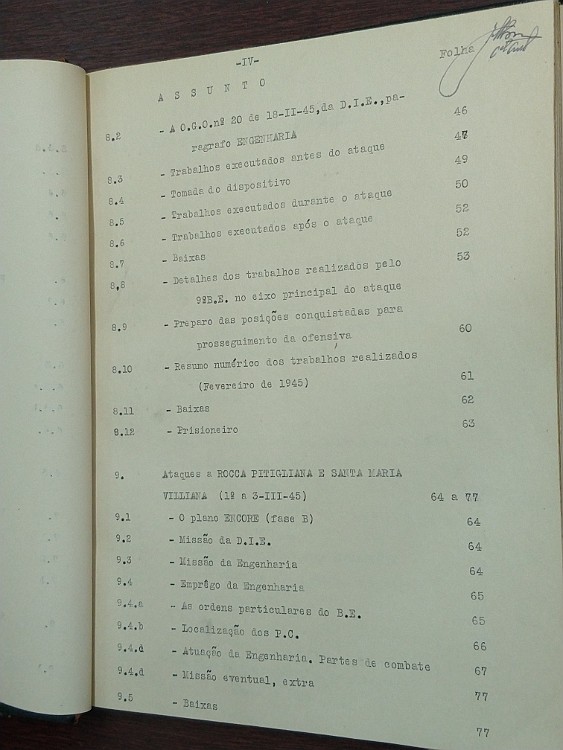 -IV-
A S S U N T O Folha
8.2 - A O.G.O.nº 20 de 18-II-45,da D.I.E.,pa- 46
ragrafo ENGENHARIA
8.3 - Trabalhos executados antes do ataque 47
8.4 - Tomada do dispositivo 49
8.5 - Trabalhos executados durante o ataque 50
8.6 - Trabalhos executados após o ataque 52
8.7 - Baixas 52
8,8 - Detalhes dos trabalhos realizados pelo 53
9ºB.E. no eixo principal do ataque
8.9 - Preparo das posições conquistadas para
prosseguimento da ofensiva 60
8.10 - Resumo numérico dos trabalhos realizados
(Fevereiro de 1945) 61
8.11 - Baixas 62
9.12 - Prisioneiro 63
9. Ataques a ROCCA PITIGLIANA E SANTA MARIA
VILLIANA (1º a 3-III-45) 64 a 77
9.1 - O plano ENCORE (fase B) 64
9.2 - Missão da D.I.E. 64
9.3 - Missão da Engenharia 64
9.4 - Emprêgo da Engenharia 65
9.4.a - As ordens particulares do B.E. 65
9.4.b - Localização dos P.C. 66
9.4.d - Atuação da Engenharia. Partes de combate 67
9.4.d - Missão eventual, extra 77
9.5 - Baixas 77